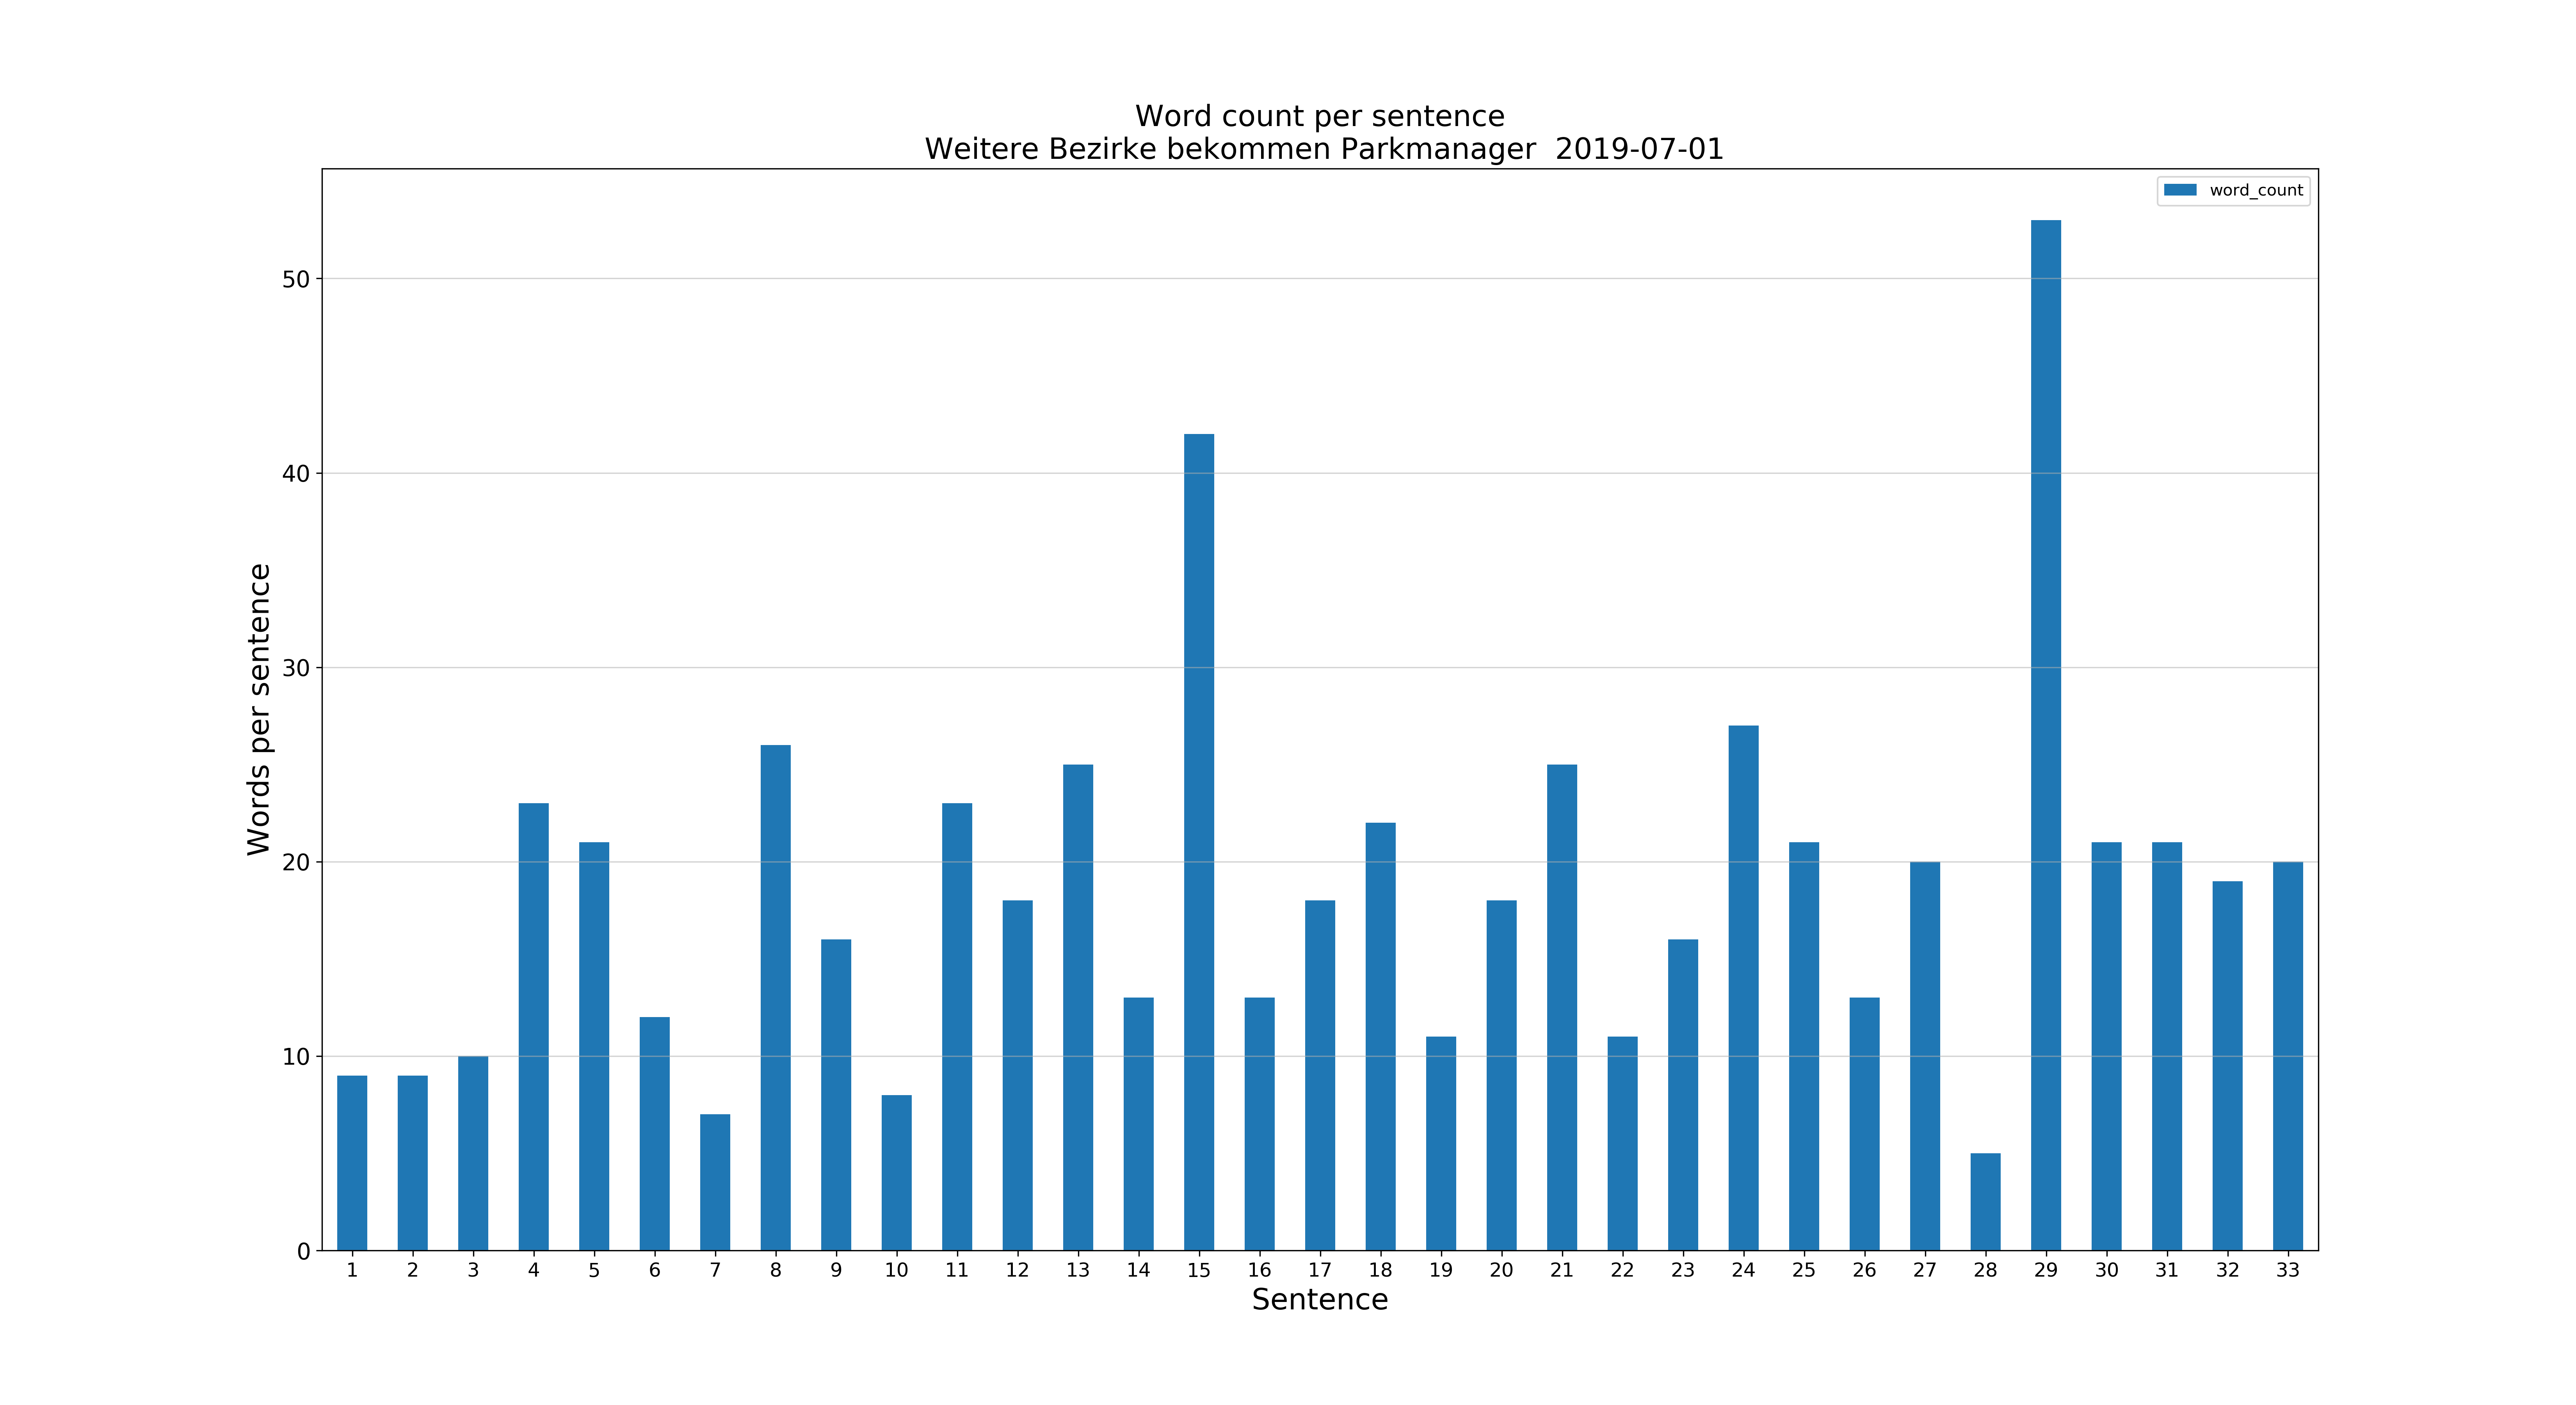 Word count per sentence
Weitere Bezirke bekommen Parkmanager  2019-07-01
word_count
Words per sentence
50
40
30
20
10
0
1 2 3 4 5 6 7 8 9 10 11 12 13 14 15 16 17 18 19 20 21 22 23 24 25 26 27 28 29 30 31 32 33
Sentence